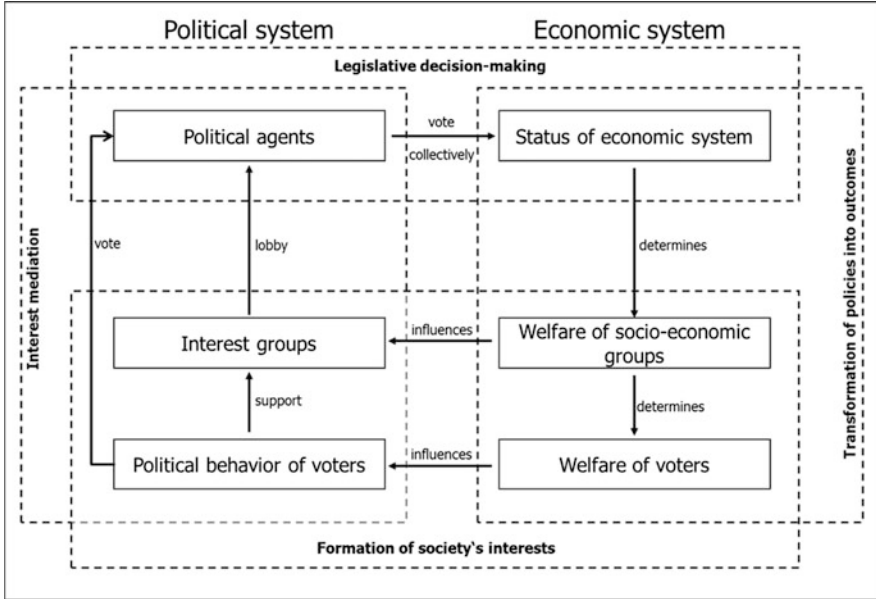 Political system
Economic system
Legislative decision-making
Political agents
vote
collectively
Status of economic system
Interest mediation
vote
lobby
determines
Transformation of policies into outcomes
Interest groups
influences
Welfare of socio-economic
groups
support
determines
Political behavior of voters
influences
Welfare of voters
Formation of society‘s interests